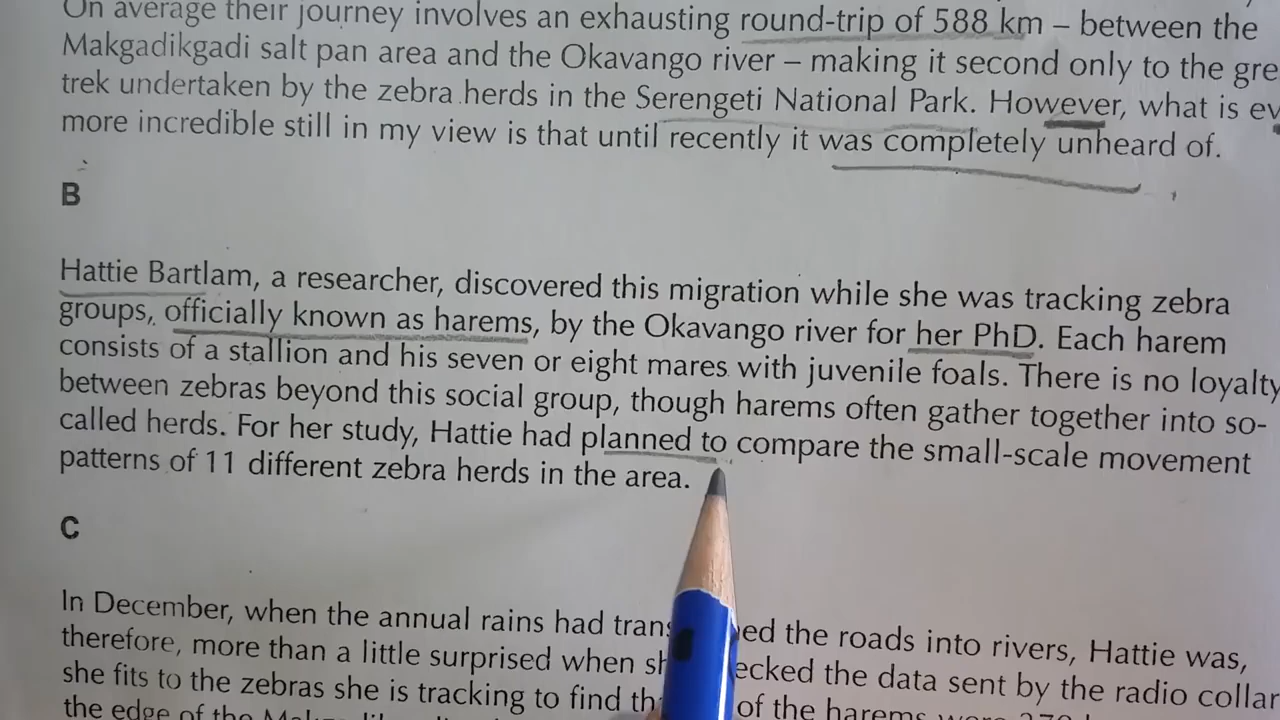 On average their journey involves an exhausting round-trip of 588 km – between the
Makgadikgadi salt pan area and the Okavango river – making it second only to the
trek undertaken by the zebra herds in the Serengeti National Park. However, what is
more incredible still in my view is that until recently it was completely unheard of.
B
Hattie Bartlam, a researcher, discovered this migration while she was tracking zebra
groups, officially known as harems, by the Okavango river for her PhD. Each harem
consists of a stallion and his seven or eight mares with juvenile foals. There is no loyalty
between zebras beyond this social group, though harems often gather together into so-
called herds. For her study, Hattie had planned to compare the small-scale movement
patterns of 11 different zebra herds in the area.
C
In December, when the annual rains had the roads into rivers, Hattie was,
therefore, more than a little surprised when the data sent by the radio collar
she fits to the zebras she is tracking to find of the harems were
the edge of the